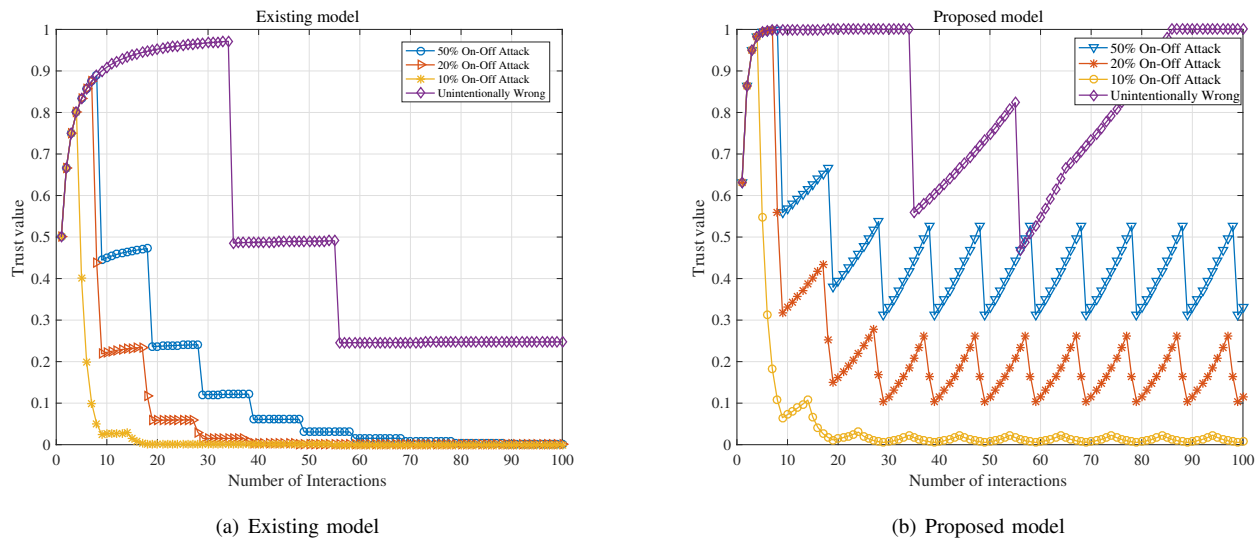 Existing model
1
0.9
0.8
0.7
0.6
0.5
0.4
0.3
0.2
0.1
0
Trust value
50% On-Off Attack
20% On-Off Attack
10% On-Off Attack
Unintentionally Wrong
0 10 20 30 40 50 60 70 80 90 100
Number of Interactions
(a) Existing model
Proposed model
1
0.9
0.8
0.7
0.6
0.5
0.4
0.3
0.2
0.1
0
Trust value
50% On-Off Attack
20% On-Off Attack
10% On-Off Attack
Unintentionally Wrong
0 10 20 30 40 50 60 70 80 90 100
Number of interactions
(b) Proposed model